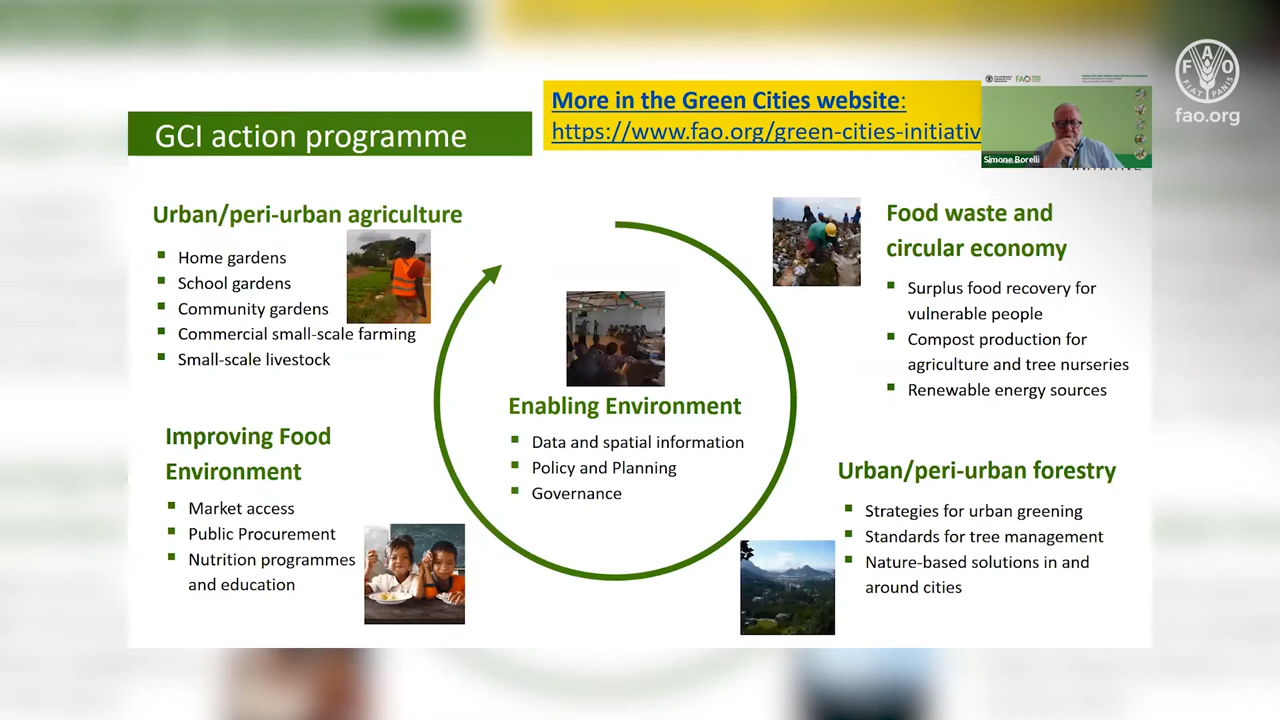 GCI action programme
More in the Green Cities website:
https://www.fao.org/green-cities-initiativ
Simone Borelli
F A O
FIAT PANIS
fao.org
Urban/peri-urban agriculture
Home gardens
School gardens
Community gardens
Commercial small-scale farming
Small-scale livestock
Improving Food
Environment
Market access
Public Procurement
Nutrition programmes
and education
Enabling Environment
Data and spatial information
Policy and Planning
Governance
Food waste and
circular economy
Surplus food recovery for
vulnerable people
Compost production for
agriculture and tree nurseries
Renewable energy sources
Urban/peri-urban forestry
Strategies for urban greening
Standards for tree management
Nature-based solutions in and
around cities